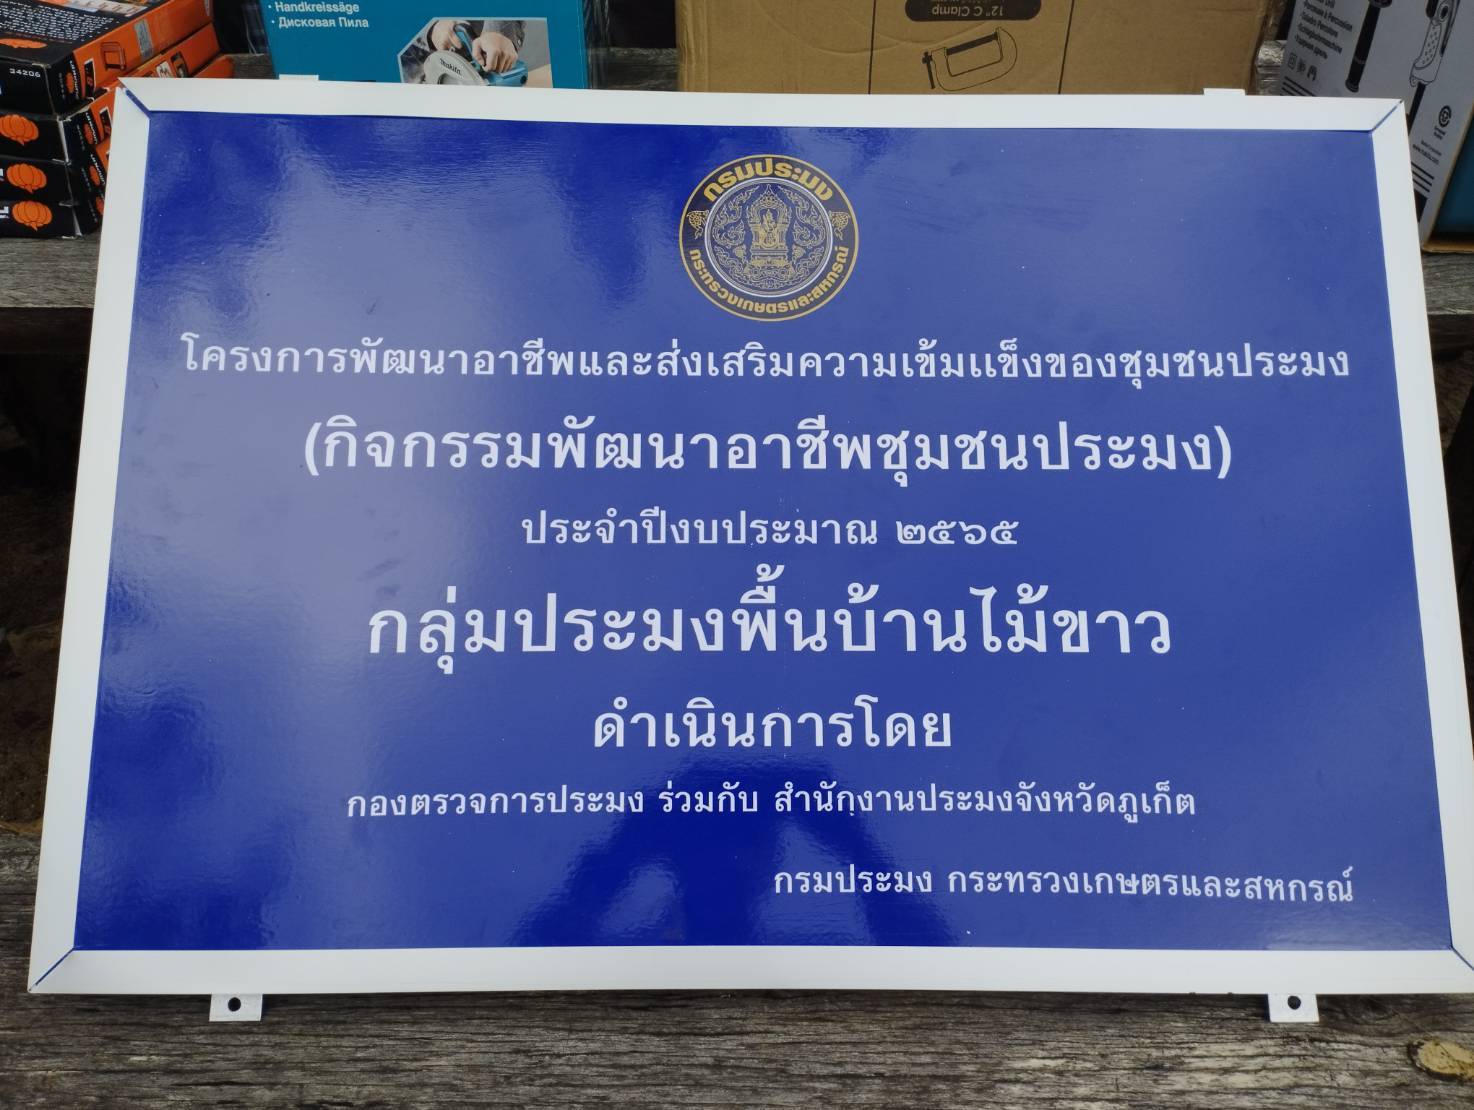 Handkreissäge
Дисковая Пила
makita
12" C Clamp
24206
กรมประมง
กระทรวงเกษตรและสหกรณ์
โครงการพัฒนาอาชีพและส่งเสริมความเข้มแข็งของชุมชนประมง
(กิจกรรมพัฒนาอาชีพชุมชนประมง)
ประจำปีงบประมาณ ๒๕๖๕
กลุ่มประมงพื้นบ้านไม้ขาว
ดำเนินการโดย
กองตรวจการประมง ร่วมกับ สำนักงานประมงจังหวัดภูเก็ต
กรมประมง กระทรวงเกษตรและสหกรณ์